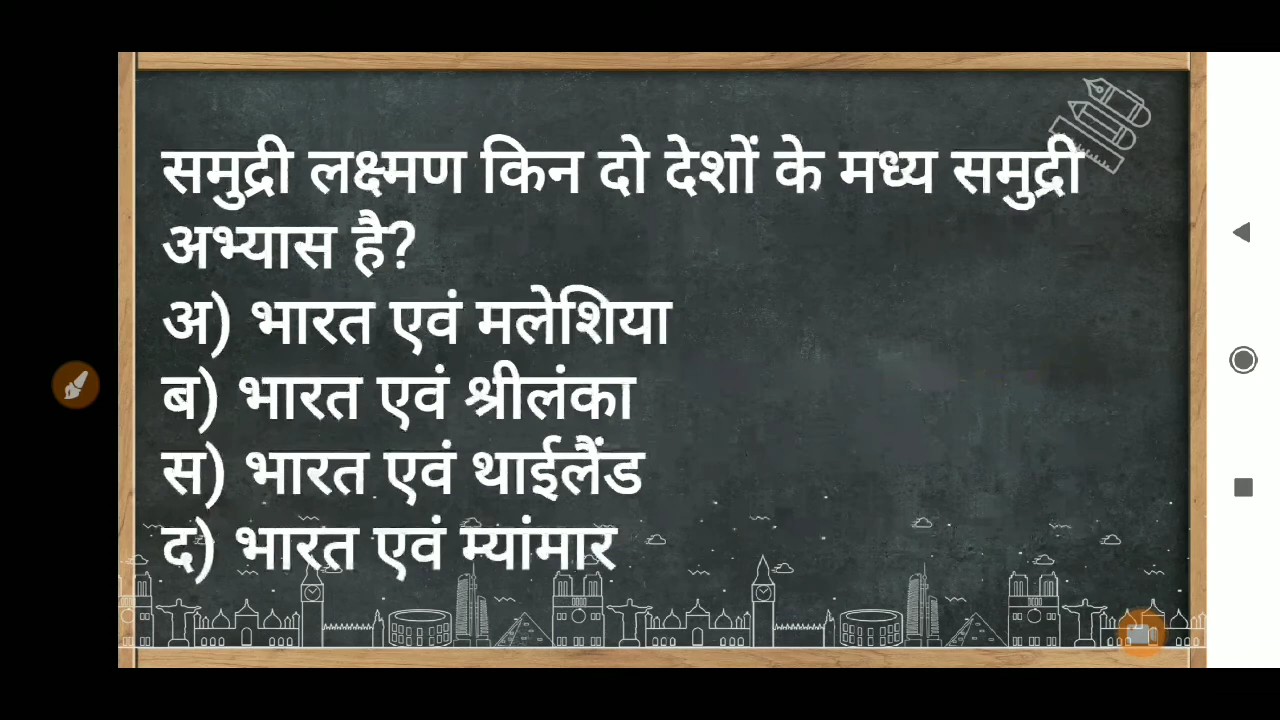 समुद्री लक्ष्मण किन दो देशों के मध्य समुद्री
अभ्यास है?
अ) भारत एवं मलेशिया
ब) भारत एवं श्रीलंका
स) भारत एवं थाईलैंड
द) भारत एवं म्यांमार